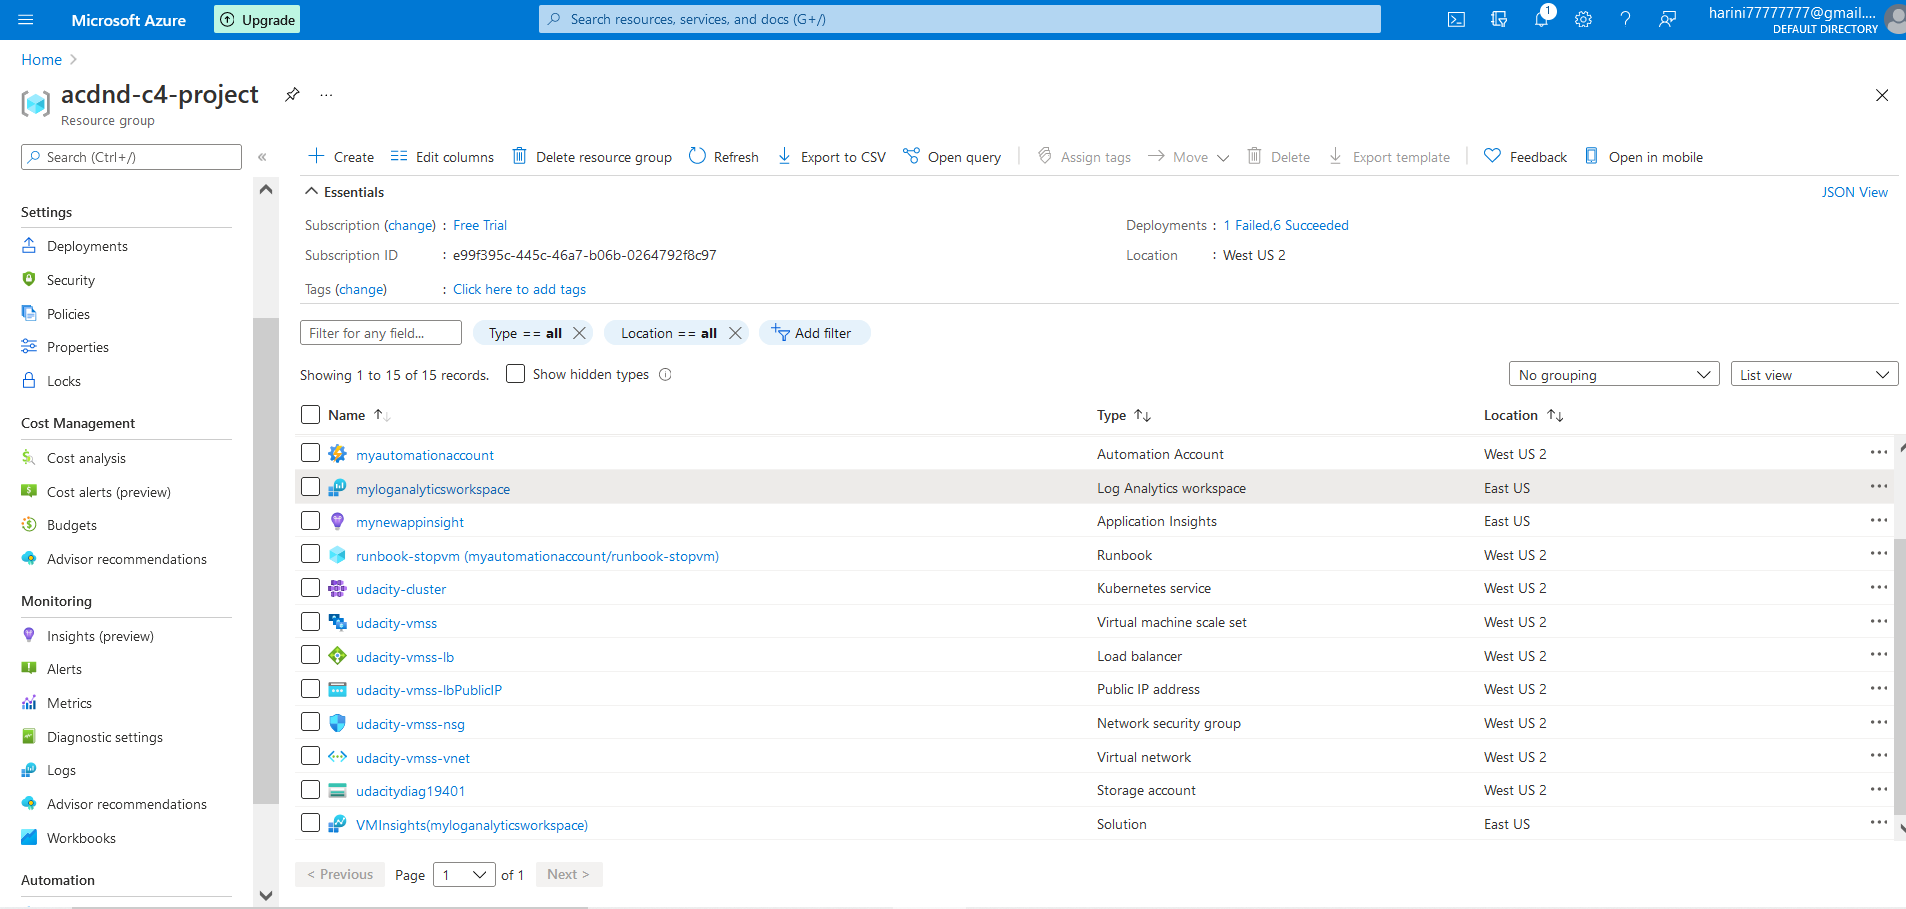 Microsoft Azure
Upgrade
Search resources, services, and docs (G+/)
1
harini77777777@gmail....
DEFAULT DIRECTORY
Home
acdnd-c4-project
...
Resource group
Search (Ctrl+/)
«
Create
Edit columns
Delete resource group
Refresh
Export to CSV
Open query
Assign tags
Move
Delete
Export template
Feedback
Open in mobile
Settings
Deployments
Security
Policies
Properties
Locks
Cost Management
Cost analysis
Cost alerts (preview)
Budgets
Advisor recommendations
Monitoring
Insights (preview)
Alerts
Metrics
Diagnostic settings
Logs
Advisor recommendations
Workbooks
Automation
Essentials
JSON View
Subscription (change) : Free Trial
Deployments : 1 Failed,6 Succeeded
Subscription ID : e99f395c-445c-46a7-b06b-0264792f8c97
Location : West US 2
Tags (change) : Click here to add tags
Filter for any field...
Type == all
Location == all
Add filter
Showing 1 to 15 of 15 records.
Show hidden types
No grouping
List view
Name Type Location
myautomationaccount Automation Account West US 2
myloganalyticsworkspace Log Analytics workspace East US
mynewappinsight Application Insights East US
runbook-stopvm (myautomationaccount/runbook-stopvm) Runbook West US 2
udacity-cluster Kubernetes service West US 2
udacity-vmss Virtual machine scale set West US 2
udacity-vmss-lb Load balancer West US 2
udacity-vmss-lbPublicIP Public IP address West US 2
udacity-vmss-nsg Network security group West US 2
udacity-vmss-vnet Virtual network West US 2
udacitydiag19401 Storage account West US 2
VMInsights(myloganalyticsworkspace) Solution East US
< Previous Page 1 of 1 Next >